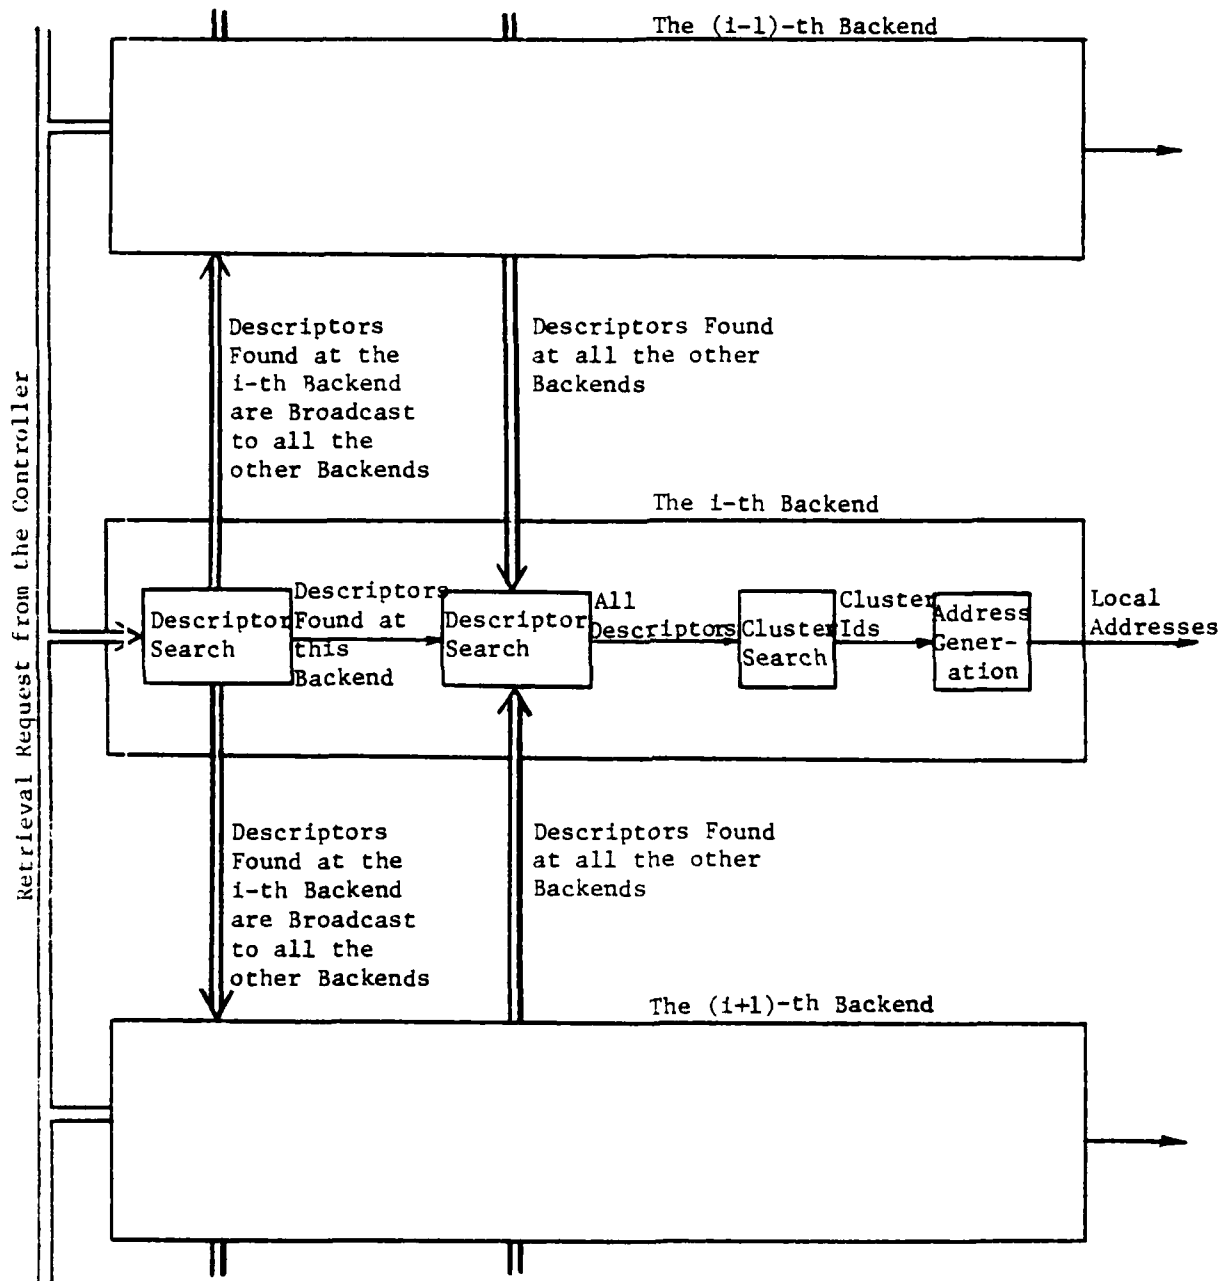 The (i-1)-th Backend
Retrieval Request from the Controller
Descriptors
Found at the
i-th Backend
are Broadcast
to all the
other Backends
Descriptors Found
at all the other
Backends
The i-th Backend
Descriptor
Search
Descriptors
Found at
this
Backend
Descriptor
Search
All
Descriptors
Cluster
Search
Cluster
Ids
Address
Gener-
ation
Local
Addresses
Descriptors
Found at the
i-th Backend
are Broadcast
to all the
other Backends
Descriptors Found
at all the other
Backends
The (i+1)-th Backend